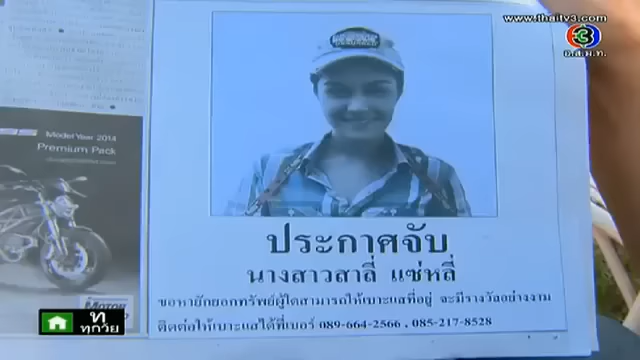 www.thaitv3.com
3
อ.ส.ม.ท.
Model Year 2014
Premium Pack
ประกาศจับ
นางสาวสาลี่ แซ่หลี่
ข้อหายักยอกทรัพย์ผู้ใดสามารถให้เบาะแสที่อยู่ จะมีรางวัลอย่างงาม
ติดต่อให้เบาะแสได้ที่เบอร์ 089-664-2566 , 085-217-8528
ท
ทุกวัย